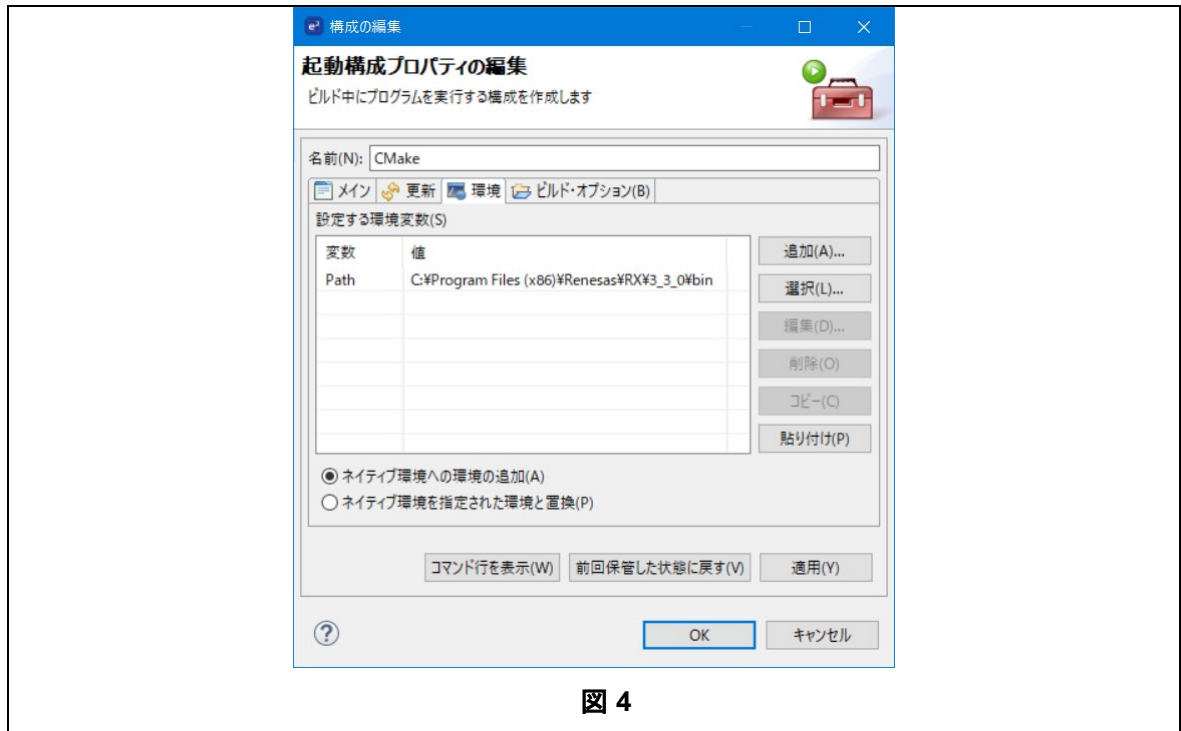 e² 構成の編集
起動構成プロパティの編集
ビルド中にプログラムを実行する構成を作成します
名前(N): CMake
メイン 更新 環境 ビルド・オプション(B)
設定する環境変数(S)
変数 値
Path C:¥Program Files (x86)¥Renesas¥RX¥3_3_0¥bin
追加(A)...
選択(L)...
編集(D)...
削除(O)
コピー(C)
貼り付け(P)
ネイティブ環境への環境の追加(A)
ネイティブ環境を指定された環境と置換(P)
コマンド行を表示(W) 前回保管した状態に戻す(V) 適用(Y)
? OK キャンセル
図 4